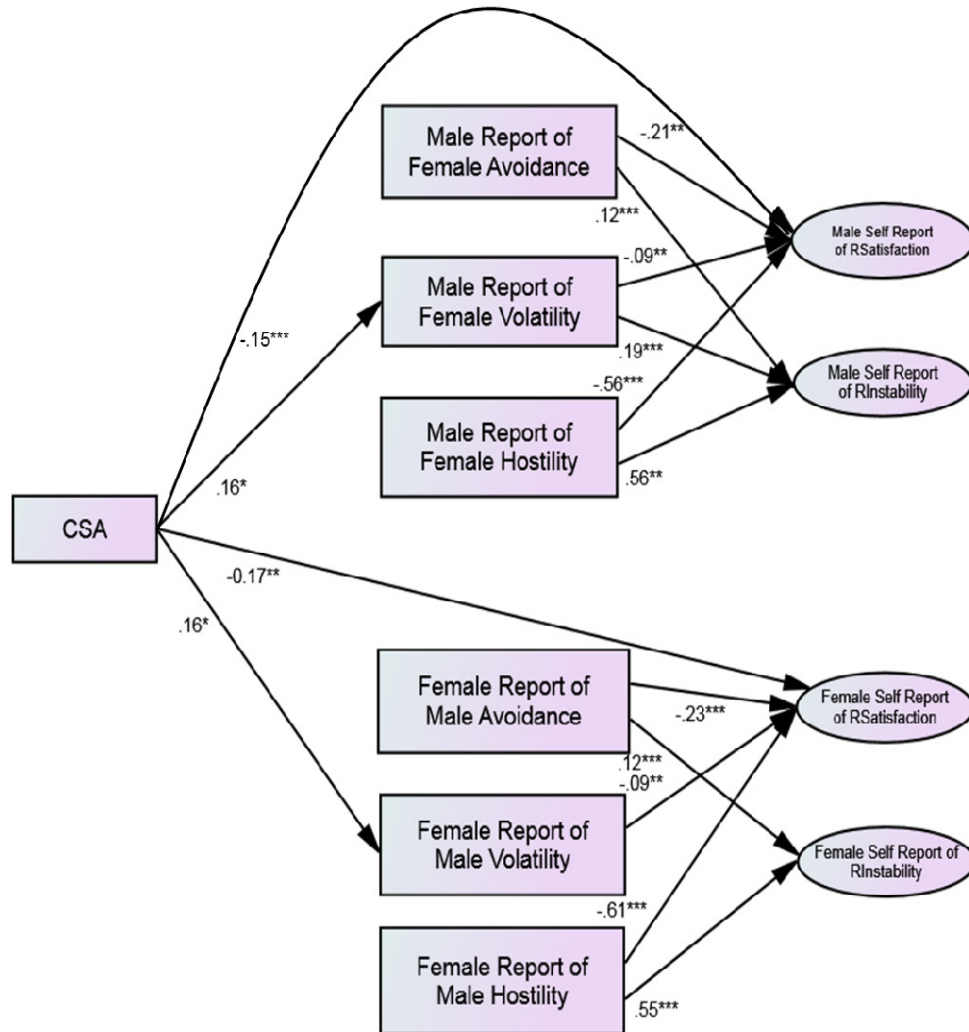 Male Report of
Female Avoidance
-.21**
.12***
Male Self Report
of RSatisfaction
-.09**
Male Report of
Female Volatility
-.15***
.19***
Male Self Report
of RInstability
-.56***
Male Report of
Female Hostility
.56**
.16*
CSA
-0.17**
.16*
Female Report of
Male Avoidance
-.23***
Female Self Report
of RSatisfaction
.12***
-.09**
Female Report of
Male Volatility
Female Self Report of
RInstability
-.61***
Female Report of
Male Hostility
.55***